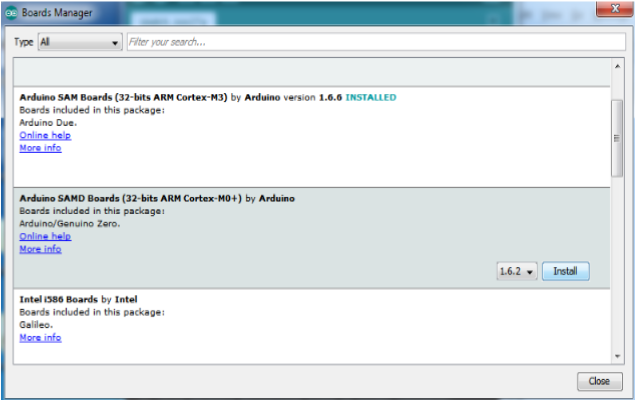 Boards Manager
Type All Filter your search...
Arduino SAM Boards (32-bits ARM Cortex-M3) by Arduino version 1.6.6 INSTALLED
Boards included in this package:
Arduino Due.
Online help
More info
Arduino SAMD Boards (32-bits ARM Cortex-M0+) by Arduino
Boards included in this package:
Arduino/Genuino Zero.
Online help
More info
1.6.2 Install
Intel i586 Boards by Intel
Boards included in this package:
Galileo.
More info
Close